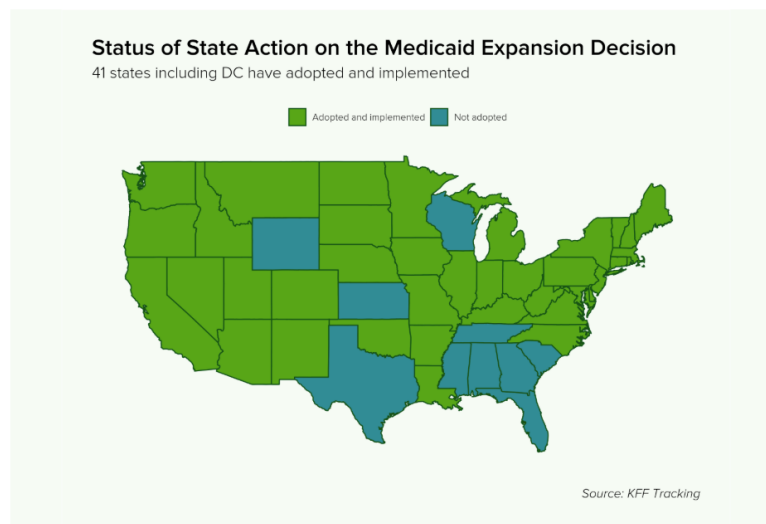 Status of State Action on the Medicaid Expansion Decision
41 states including DC have adopted and implemented
Adopted and implemented Not adopted
Source: KFF Tracking